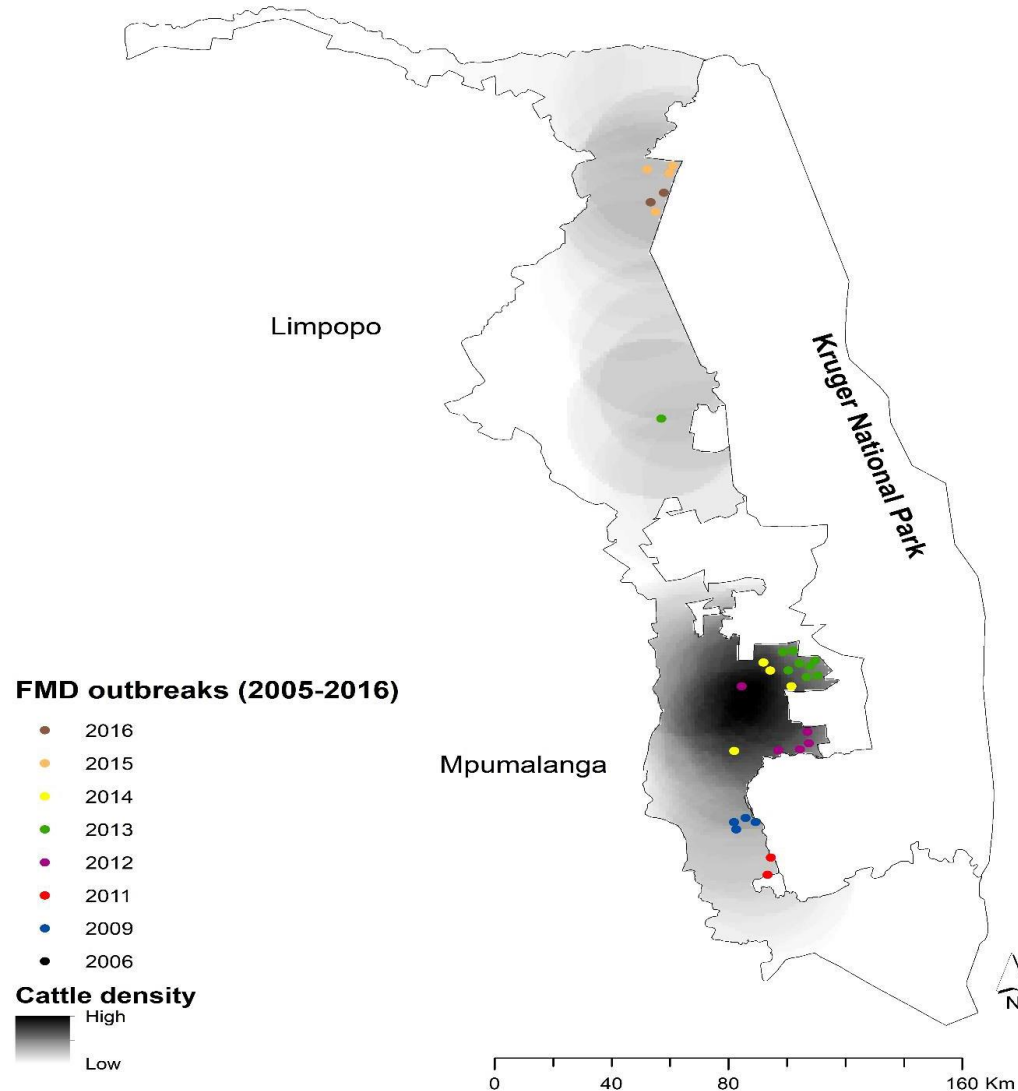 Limpopo
Kruger National Park
Mpumalanga
FMD outbreaks (2005-2016)
2016
2015
2014
2013
2012
2011
2009
2006
Cattle density
High
Low
N
0 40 80 160 Km